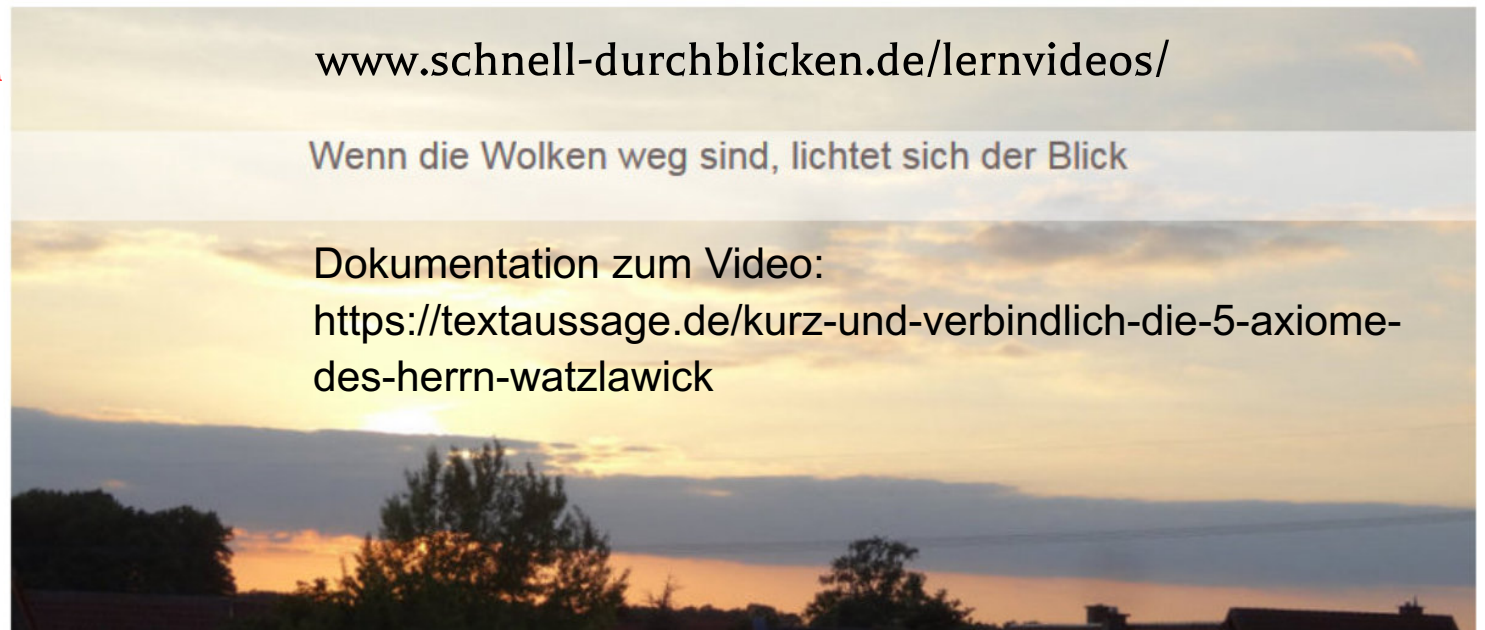 www.schnell-durchblicken.de/lernvideos/
Wenn die Wolken weg sind, lichtet sich der Blick
Dokumentation zum Video:
https://textaussage.de/kurz-und-verbindlich-die-5-axiome-
des-herrn-watzlawick